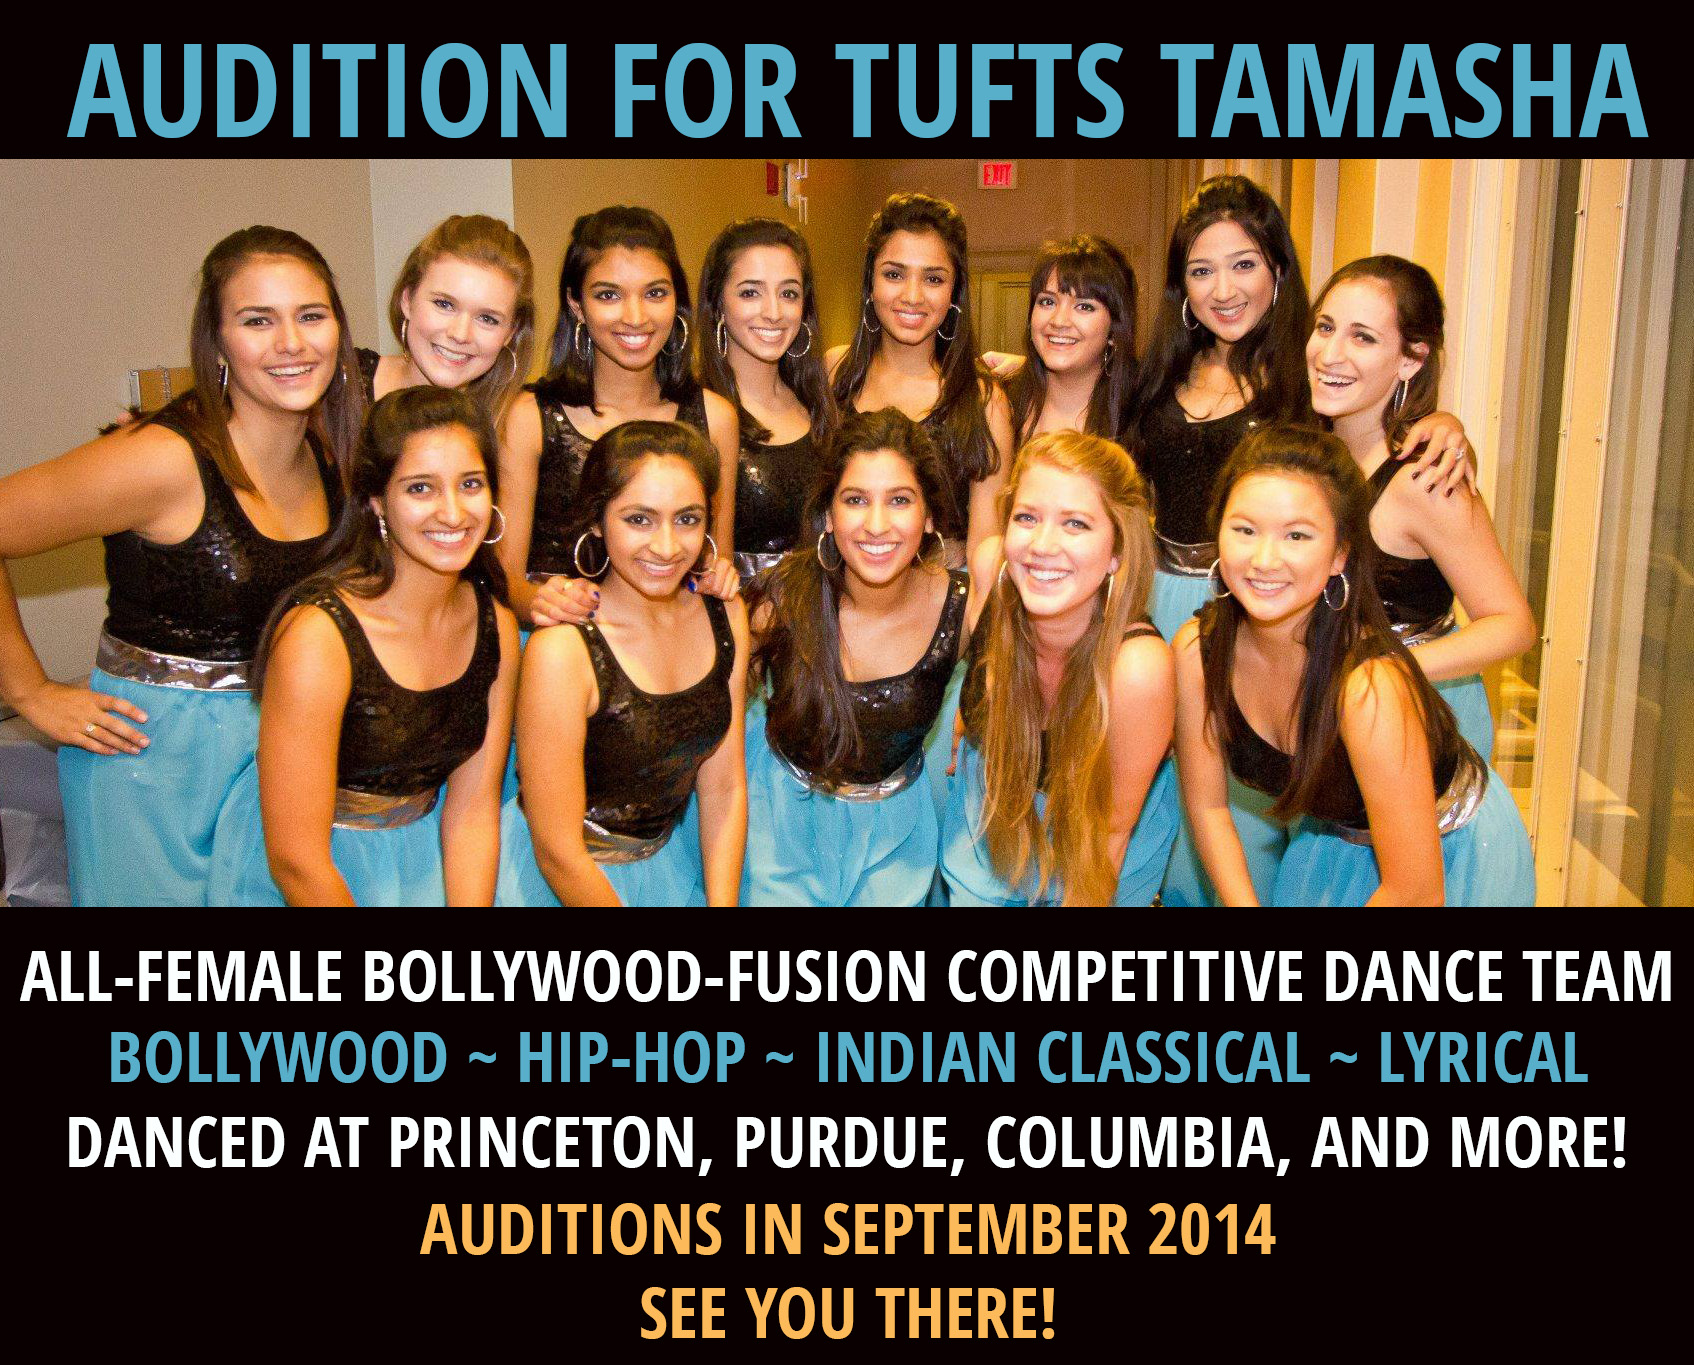 AUDITION FOR TUFTS TAMASHA
EXIT
ALL-FEMALE BOLLYWOOD-FUSION COMPETITIVE DANCE TEAM
BOLLYWOOD ~ HIP-HOP ~ INDIAN CLASSICAL ~ LYRICAL
DANCED AT PRINCETON, PURDUE, COLUMBIA, AND MORE!
AUDITIONS IN SEPTEMBER 2014
SEE YOU THERE!